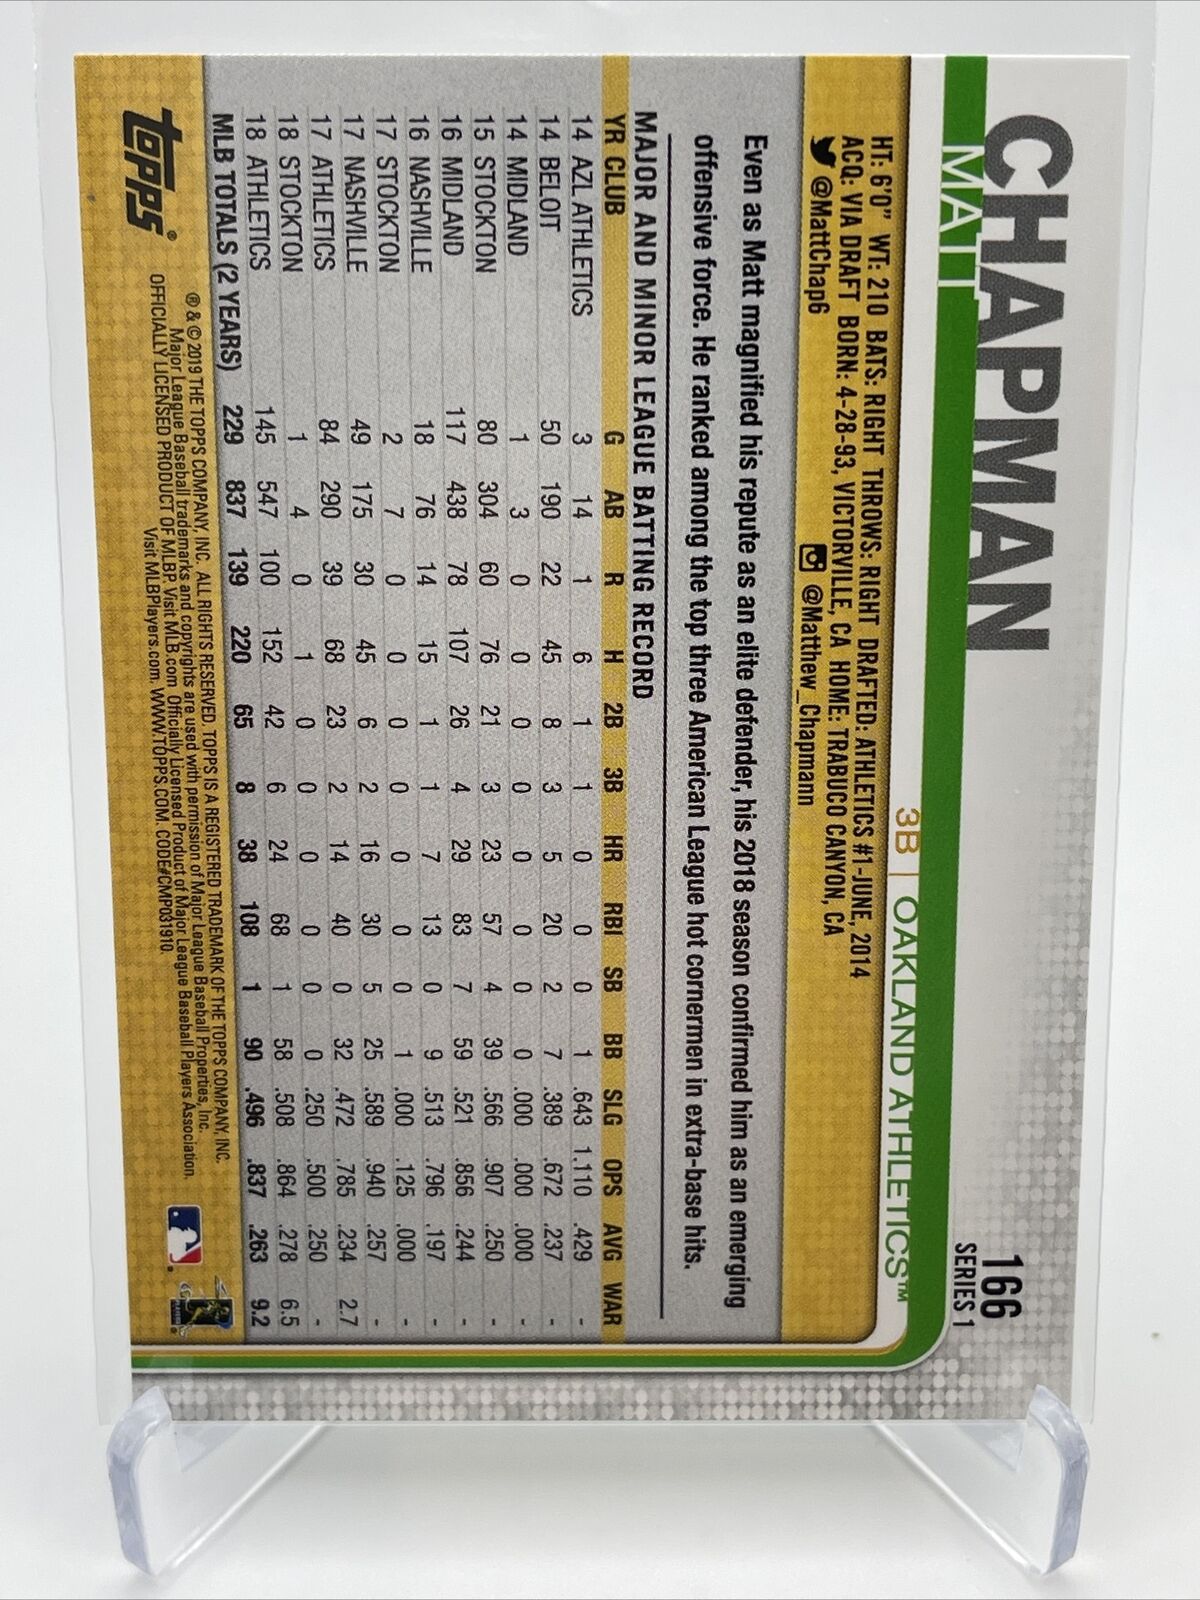 166
SERIES 1
CHAPMAN
MATT
3B | OAKLAND ATHLETICS™
HT: 6'0" WT: 210 BATS: RIGHT THROWS: RIGHT DRAFTED: ATHLETICS #1-JUNE, 2014
ACQ: VIA DRAFT BORN: 4-28-93, VICTORVILLE, CA HOME: TRABUCO CANYON, CA
@MattChap6 @Matthew_Chapmann
Even as Matt magnified his repute as an elite defender, his 2018 season confirmed him as an emerging
offensive force. He ranked among the top three American League hot cornermen in extra-base hits.
MAJOR AND MINOR LEAGUE BATTING RECORD
YR CLUB G AB R H 2B 3B HR RBI SB BB SLG OPS AVG WAR
14 AZL ATHLETICS 3 14 1 6 1 1 0 0 0 1 .643 1.110 .429 -
14 BELOIT 50 190 22 45 8 3 5 20 2 7 .389 .672 .237 -
14 MIDLAND 1 3 0 0 0 0 0 0 0 0 .000 .000 .000 -
15 STOCKTON 80 304 60 76 21 3 23 57 4 39 .566 .907 .250 -
16 MIDLAND 117 438 78 107 26 4 29 83 7 59 .521 .856 .244 -
16 NASHVILLE 18 76 14 15 1 1 7 13 0 9 .513 .796 .197 -
17 STOCKTON 2 7 0 0 0 0 0 0 0 1 .000 .125 .000 -
17 NASHVILLE 49 175 30 45 6 2 16 30 5 25 .589 .940 .257 -
17 ATHLETICS 84 290 39 68 23 2 14 40 0 32 .472 .785 .234 2.7
18 STOCKTON 1 4 0 1 0 0 0 0 0 0 .250 .500 .250 -
18 ATHLETICS 145 547 100 152 42 6 24 68 1 58 .508 .864 .278 6.5
MLB TOTALS (2 YEARS) 229 837 139 220 65 8 38 108 1 90 .496 .837 .263 9.2
topps®
® & © 2019 THE TOPPS COMPANY, INC. ALL RIGHTS RESERVED. TOPPS IS A REGISTERED TRADEMARK OF THE TOPPS COMPANY, INC.
Major League Baseball trademarks and copyrights are used with permission of Major League Baseball Properties, Inc.
OFFICIALLY LICENSED PRODUCT OF MLBP. Visit MLB.com Officially Licensed Product of Major League Baseball Players Association.
Visit MLBPlayers.com. WWW.TOPPS.COM. CODE#CMP031910.